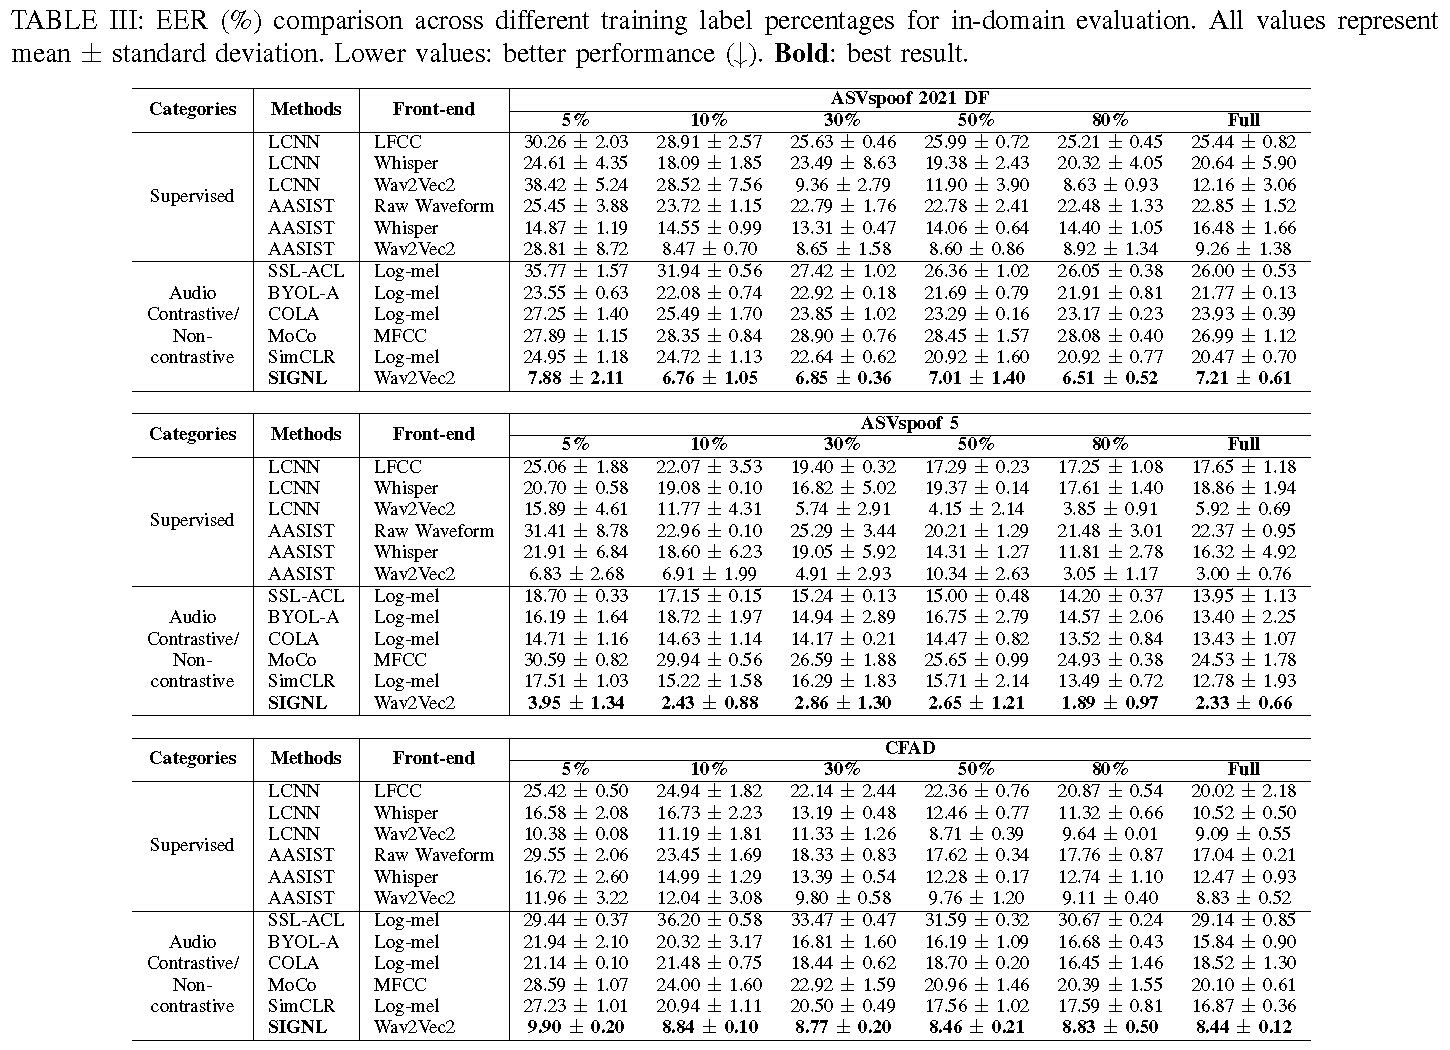 TABLE III: EER (%) comparison across different training label percentages for in-domain evaluation. All values represent
mean ± standard deviation. Lower values: better performance (↓). Bold: best result.
Categories Methods Front-end ASVspoof 2021 DF
5% 10% 30% 50% 80% Full
Supervised
LCNN LFCC 30.26 ± 2.03 28.91 ± 2.57 25.63 ± 0.46 25.99 ± 0.72 25.21 ± 0.45 25.44 ± 0.82
LCNN Whisper 24.61 ± 4.35 18.09 ± 1.85 23.49 ± 8.63 19.38 ± 2.43 20.32 ± 4.05 20.64 ± 5.90
LCNN Wav2Vec2 38.42 ± 5.24 28.52 ± 7.56 9.36 ± 2.79 11.90 ± 3.90 8.63 ± 0.93 12.16 ± 3.06
AASIST Raw Waveform 25.45 ± 3.88 23.72 ± 1.15 22.79 ± 1.76 22.78 ± 2.41 22.48 ± 1.33 22.85 ± 1.52
AASIST Whisper 14.87 ± 1.19 14.55 ± 0.99 13.31 ± 0.47 14.06 ± 0.64 14.40 ± 1.05 16.48 ± 1.66
AASIST Wav2Vec2 28.81 ± 8.72 8.47 ± 0.70 8.65 ± 1.58 8.60 ± 0.86 8.92 ± 1.34 9.26 ± 1.38
SSL-ACL Log-mel 35.77 ± 1.57 31.94 ± 0.56 27.42 ± 1.02 26.36 ± 1.02 26.05 ± 0.38 26.00 ± 0.53
Audio BYOL-A Log-mel 23.55 ± 0.63 22.08 ± 0.74 22.92 ± 0.18 21.69 ± 0.79 21.91 ± 0.81 21.77 ± 0.13
Contrastive/ COLA Log-mel 27.25 ± 1.40 25.49 ± 1.70 23.85 ± 1.02 23.29 ± 0.16 23.17 ± 0.23 23.93 ± 0.39
Non- MoCo MFCC 27.89 ± 1.15 28.35 ± 0.84 28.90 ± 0.76 28.45 ± 1.57 28.08 ± 0.40 26.99 ± 1.12
contrastive SimCLR Log-mel 24.95 ± 1.18 24.72 ± 1.13 22.64 ± 0.62 20.92 ± 1.60 20.92 ± 0.77 20.47 ± 0.70
SIGNL Wav2Vec2 7.88 ± 2.11 6.76 ± 1.05 6.85 ± 0.36 7.01 ± 1.40 6.51 ± 0.52 7.21 ± 0.61
Categories Methods Front-end ASVspoof 5
5% 10% 30% 50% 80% Full
Supervised
LCNN LFCC 25.06 ± 1.88 22.07 ± 3.53 19.40 ± 0.32 17.29 ± 0.23 17.25 ± 1.08 17.65 ± 1.18
LCNN Whisper 20.70 ± 0.58 19.08 ± 0.10 16.82 ± 5.02 19.37 ± 0.14 17.61 ± 1.40 18.86 ± 1.94
LCNN Wav2Vec2 15.89 ± 4.61 11.77 ± 4.31 5.74 ± 2.91 4.15 ± 2.14 3.85 ± 0.91 5.92 ± 0.69
AASIST Raw Waveform 31.41 ± 8.78 22.96 ± 0.10 25.29 ± 3.44 20.21 ± 1.29 21.48 ± 3.01 22.37 ± 0.95
AASIST Whisper 21.91 ± 6.84 18.60 ± 6.23 19.05 ± 5.92 14.31 ± 1.27 11.81 ± 2.78 16.32 ± 4.92
AASIST Wav2Vec2 6.83 ± 2.68 6.91 ± 1.99 4.91 ± 2.93 10.34 ± 2.63 3.05 ± 1.17 3.00 ± 0.76
SSL-ACL Log-mel 18.70 ± 0.33 17.15 ± 0.15 15.24 ± 0.13 15.00 ± 0.48 14.20 ± 0.37 13.95 ± 1.13
Audio BYOL-A Log-mel 16.19 ± 1.64 18.72 ± 1.97 14.94 ± 2.89 16.75 ± 2.79 14.57 ± 2.06 13.40 ± 2.25
Contrastive/ COLA Log-mel 14.71 ± 1.16 14.63 ± 1.14 14.17 ± 0.21 14.47 ± 0.82 13.52 ± 0.84 13.43 ± 1.07
Non- MoCo MFCC 30.59 ± 0.82 29.94 ± 0.56 26.59 ± 1.88 25.65 ± 0.99 24.93 ± 0.38 24.53 ± 1.78
contrastive SimCLR Log-mel 17.51 ± 1.03 15.22 ± 1.58 16.29 ± 1.83 15.71 ± 2.14 13.49 ± 0.72 12.78 ± 1.93
SIGNL Wav2Vec2 3.95 ± 1.34 2.43 ± 0.88 2.86 ± 1.30 2.65 ± 1.21 1.89 ± 0.97 2.33 ± 0.66
Categories Methods Front-end CFAD
5% 10% 30% 50% 80% Full
Supervised
LCNN LFCC 25.42 ± 0.50 24.94 ± 1.82 22.14 ± 2.44 22.36 ± 0.76 20.87 ± 0.54 20.02 ± 2.18
LCNN Whisper 16.58 ± 2.08 16.73 ± 2.23 13.19 ± 0.48 12.46 ± 0.77 11.32 ± 0.66 10.52 ± 0.50
LCNN Wav2Vec2 10.38 ± 0.08 11.19 ± 1.81 11.33 ± 1.26 8.71 ± 0.39 9.64 ± 0.01 9.09 ± 0.55
AASIST Raw Waveform 29.55 ± 2.06 23.45 ± 1.69 18.33 ± 0.83 17.62 ± 0.34 17.76 ± 0.87 17.04 ± 0.21
AASIST Whisper 16.72 ± 2.60 14.99 ± 1.29 13.39 ± 0.54 12.28 ± 0.17 12.74 ± 1.10 12.47 ± 0.93
AASIST Wav2Vec2 11.96 ± 3.22 12.04 ± 3.08 9.80 ± 0.58 9.76 ± 1.20 9.11 ± 0.40 8.83 ± 0.52
SSL-ACL Log-mel 29.44 ± 0.37 36.20 ± 0.58 33.47 ± 0.47 31.59 ± 0.32 30.67 ± 0.24 29.14 ± 0.85
Audio BYOL-A Log-mel 21.94 ± 2.10 20.32 ± 3.17 16.81 ± 1.60 16.19 ± 1.09 16.68 ± 0.43 15.84 ± 0.90
Contrastive/ COLA Log-mel 21.14 ± 0.10 21.48 ± 0.75 18.44 ± 0.62 18.70 ± 0.20 16.45 ± 1.46 18.52 ± 1.30
Non- MoCo MFCC 28.59 ± 1.07 24.00 ± 1.60 22.92 ± 1.59 20.96 ± 1.46 20.39 ± 1.55 20.10 ± 0.61
contrastive SimCLR Log-mel 27.23 ± 1.01 20.94 ± 1.11 20.50 ± 0.49 17.56 ± 1.02 17.59 ± 0.81 16.87 ± 0.36
SIGNL Wav2Vec2 9.90 ± 0.20 8.84 ± 0.10 8.77 ± 0.20 8.46 ± 0.21 8.83 ± 0.50 8.44 ± 0.12